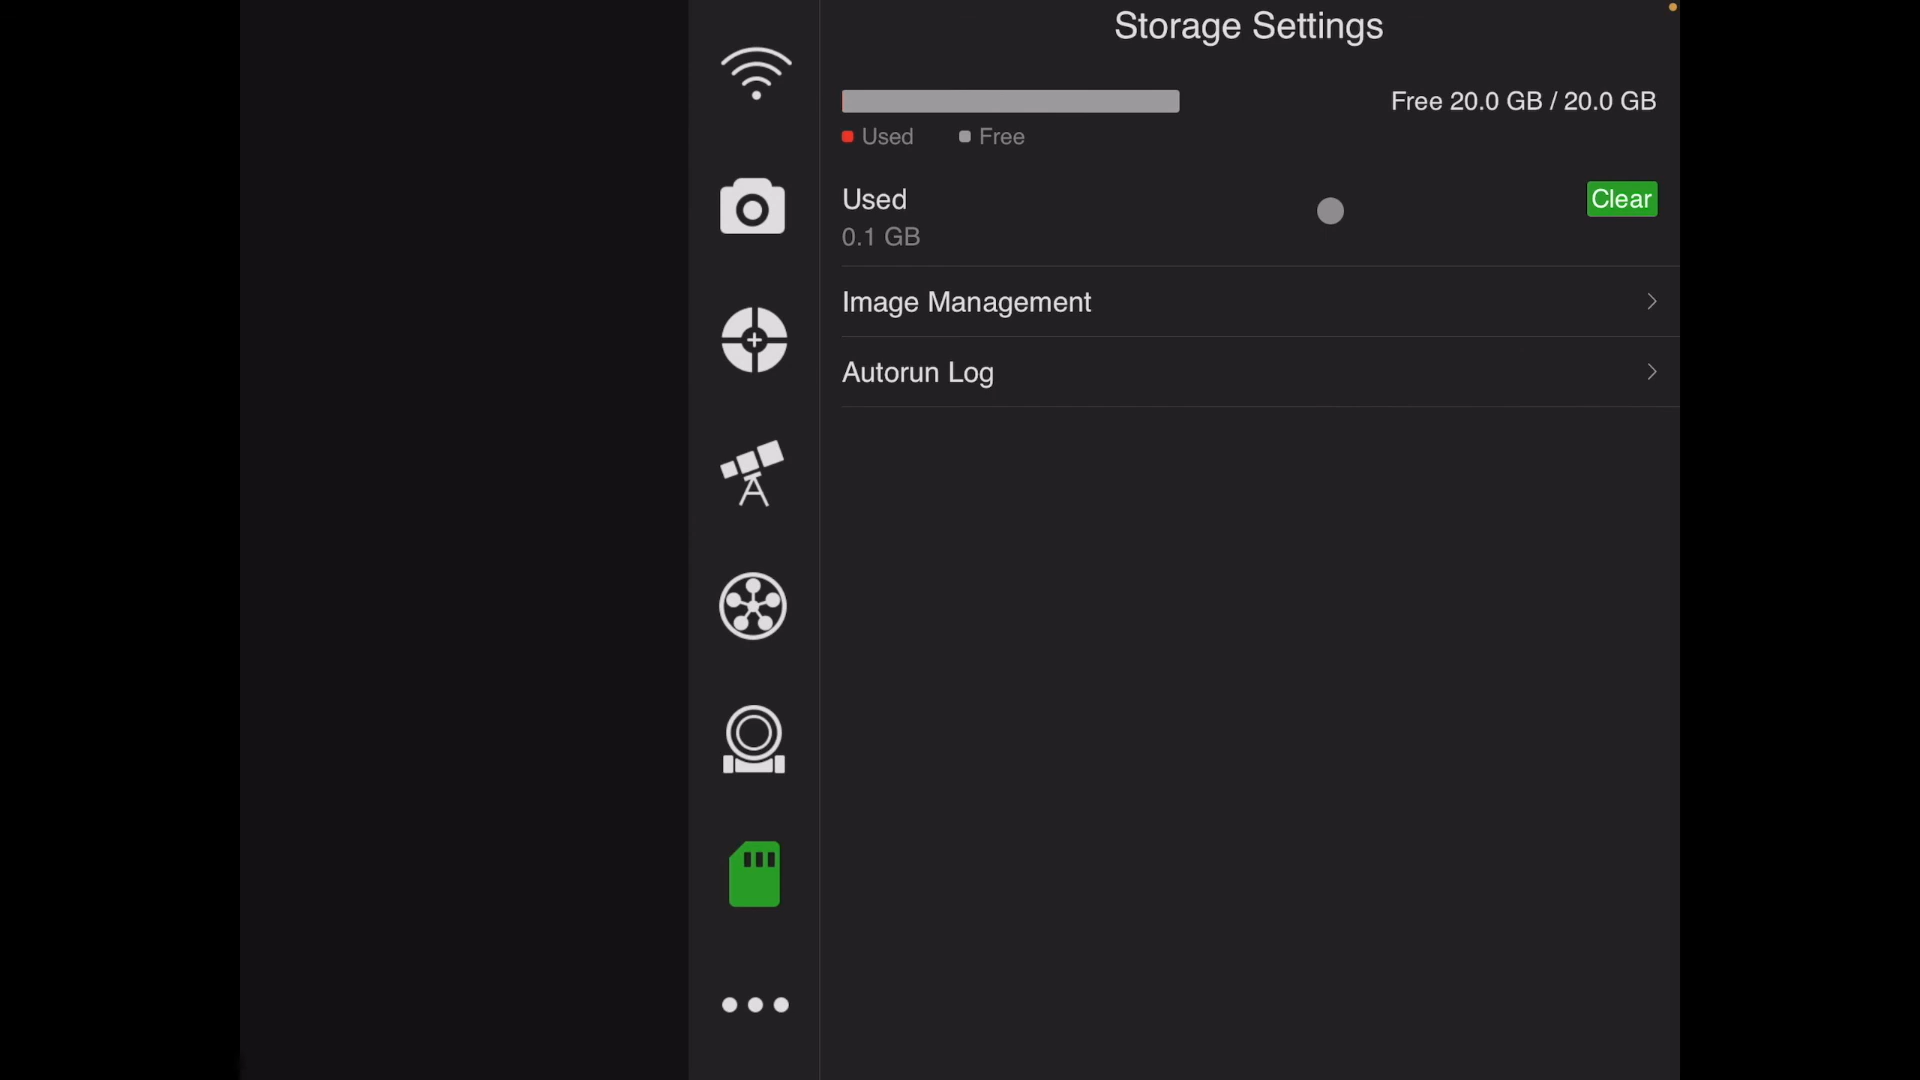 Storage Settings
Free 20.0 GB / 20.0 GB
Used Free
Used
Clear
0.1 GB
Image Management
Autorun Log